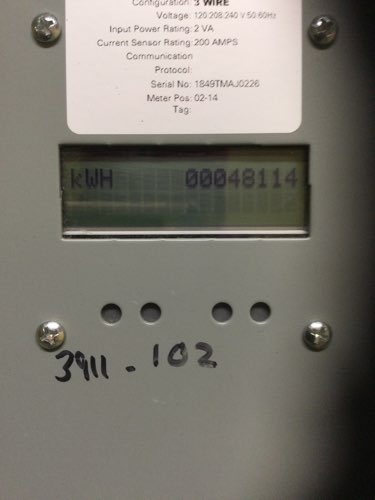 Configuration: 3 WIRE
Voltage: 120:208:240 V 50:60Hz
Input Power Rating: 2 VA
Current Sensor Rating: 200 AMPS
Communication
Protocol:
Serial No: 1849TMAJ0226
Meter Pos: 02-14
Tag:
kWH 00048114
3911 - 102